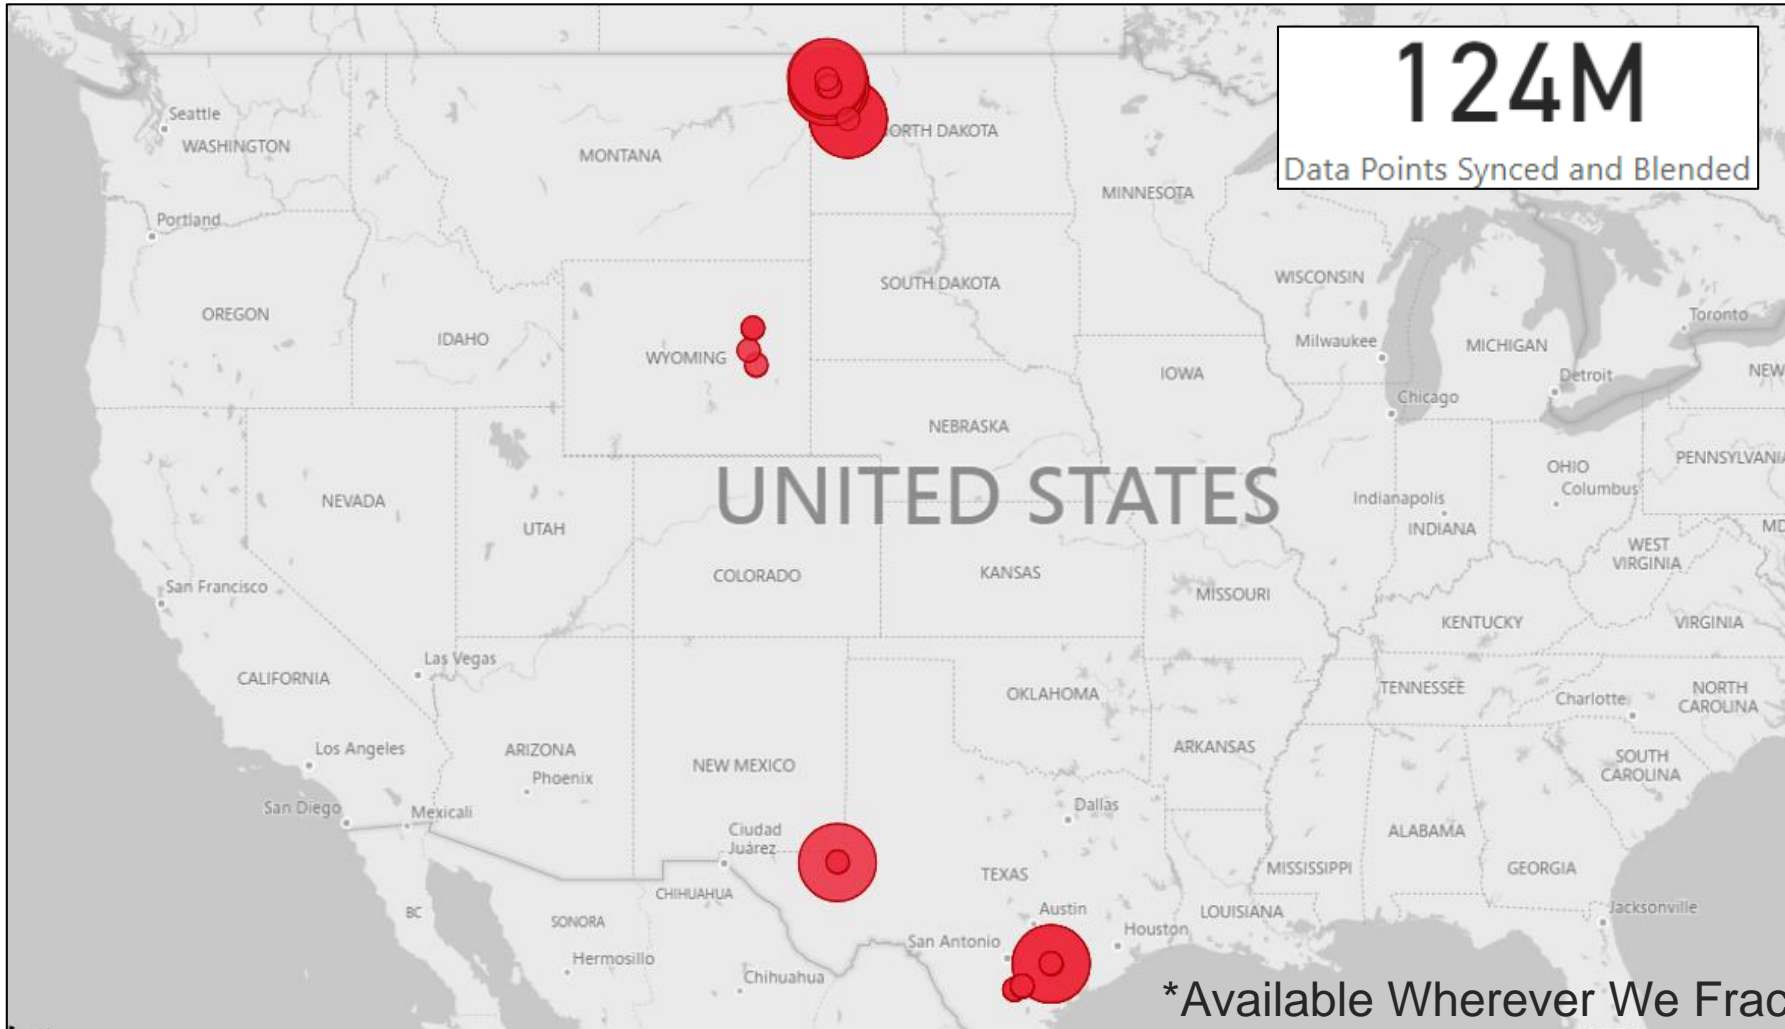 124M
Data Points Synced and Blended
Seattle
WASHINGTON
MONTANA
ORTH DAKOTA
MINNESOTA
Portland
SOUTH DAKOTA
WISCONSIN
OREGON
IDAHO
WYOMING
Milwaukee
MICHIGAN
Toronto
IOWA
Detroit
NEW
Chicago
NEBRASKA
UNITED STATES
NEVADA
UTAH
OHIO
Columbus
PENNSYLVANIA
Indianapolis
INDIANA
MD
WEST
VIRGINIA
San Francisco
COLORADO
KANSAS
MISSOURI
KENTUCKY
VIRGINIA
Las Vegas
CALIFORNIA
OKLAHOMA
TENNESSEE
Charlotte
NORTH
CAROLINA
Los Angeles
ARIZONA
Phoenix
NEW MEXICO
ARKANSAS
SOUTH
CAROLINA
San Diego
Mexicali
Dallas
Ciudad
Juárez
ALABAMA
TEXAS
MISSISSIPPI
GEORGIA
CHIHUAHUA
BC
SONORA
Austin
LOUISIANA
Jacksonville
San Antonio
Houston
Hermosillo
Chihuahua
*Available Wherever We Frac